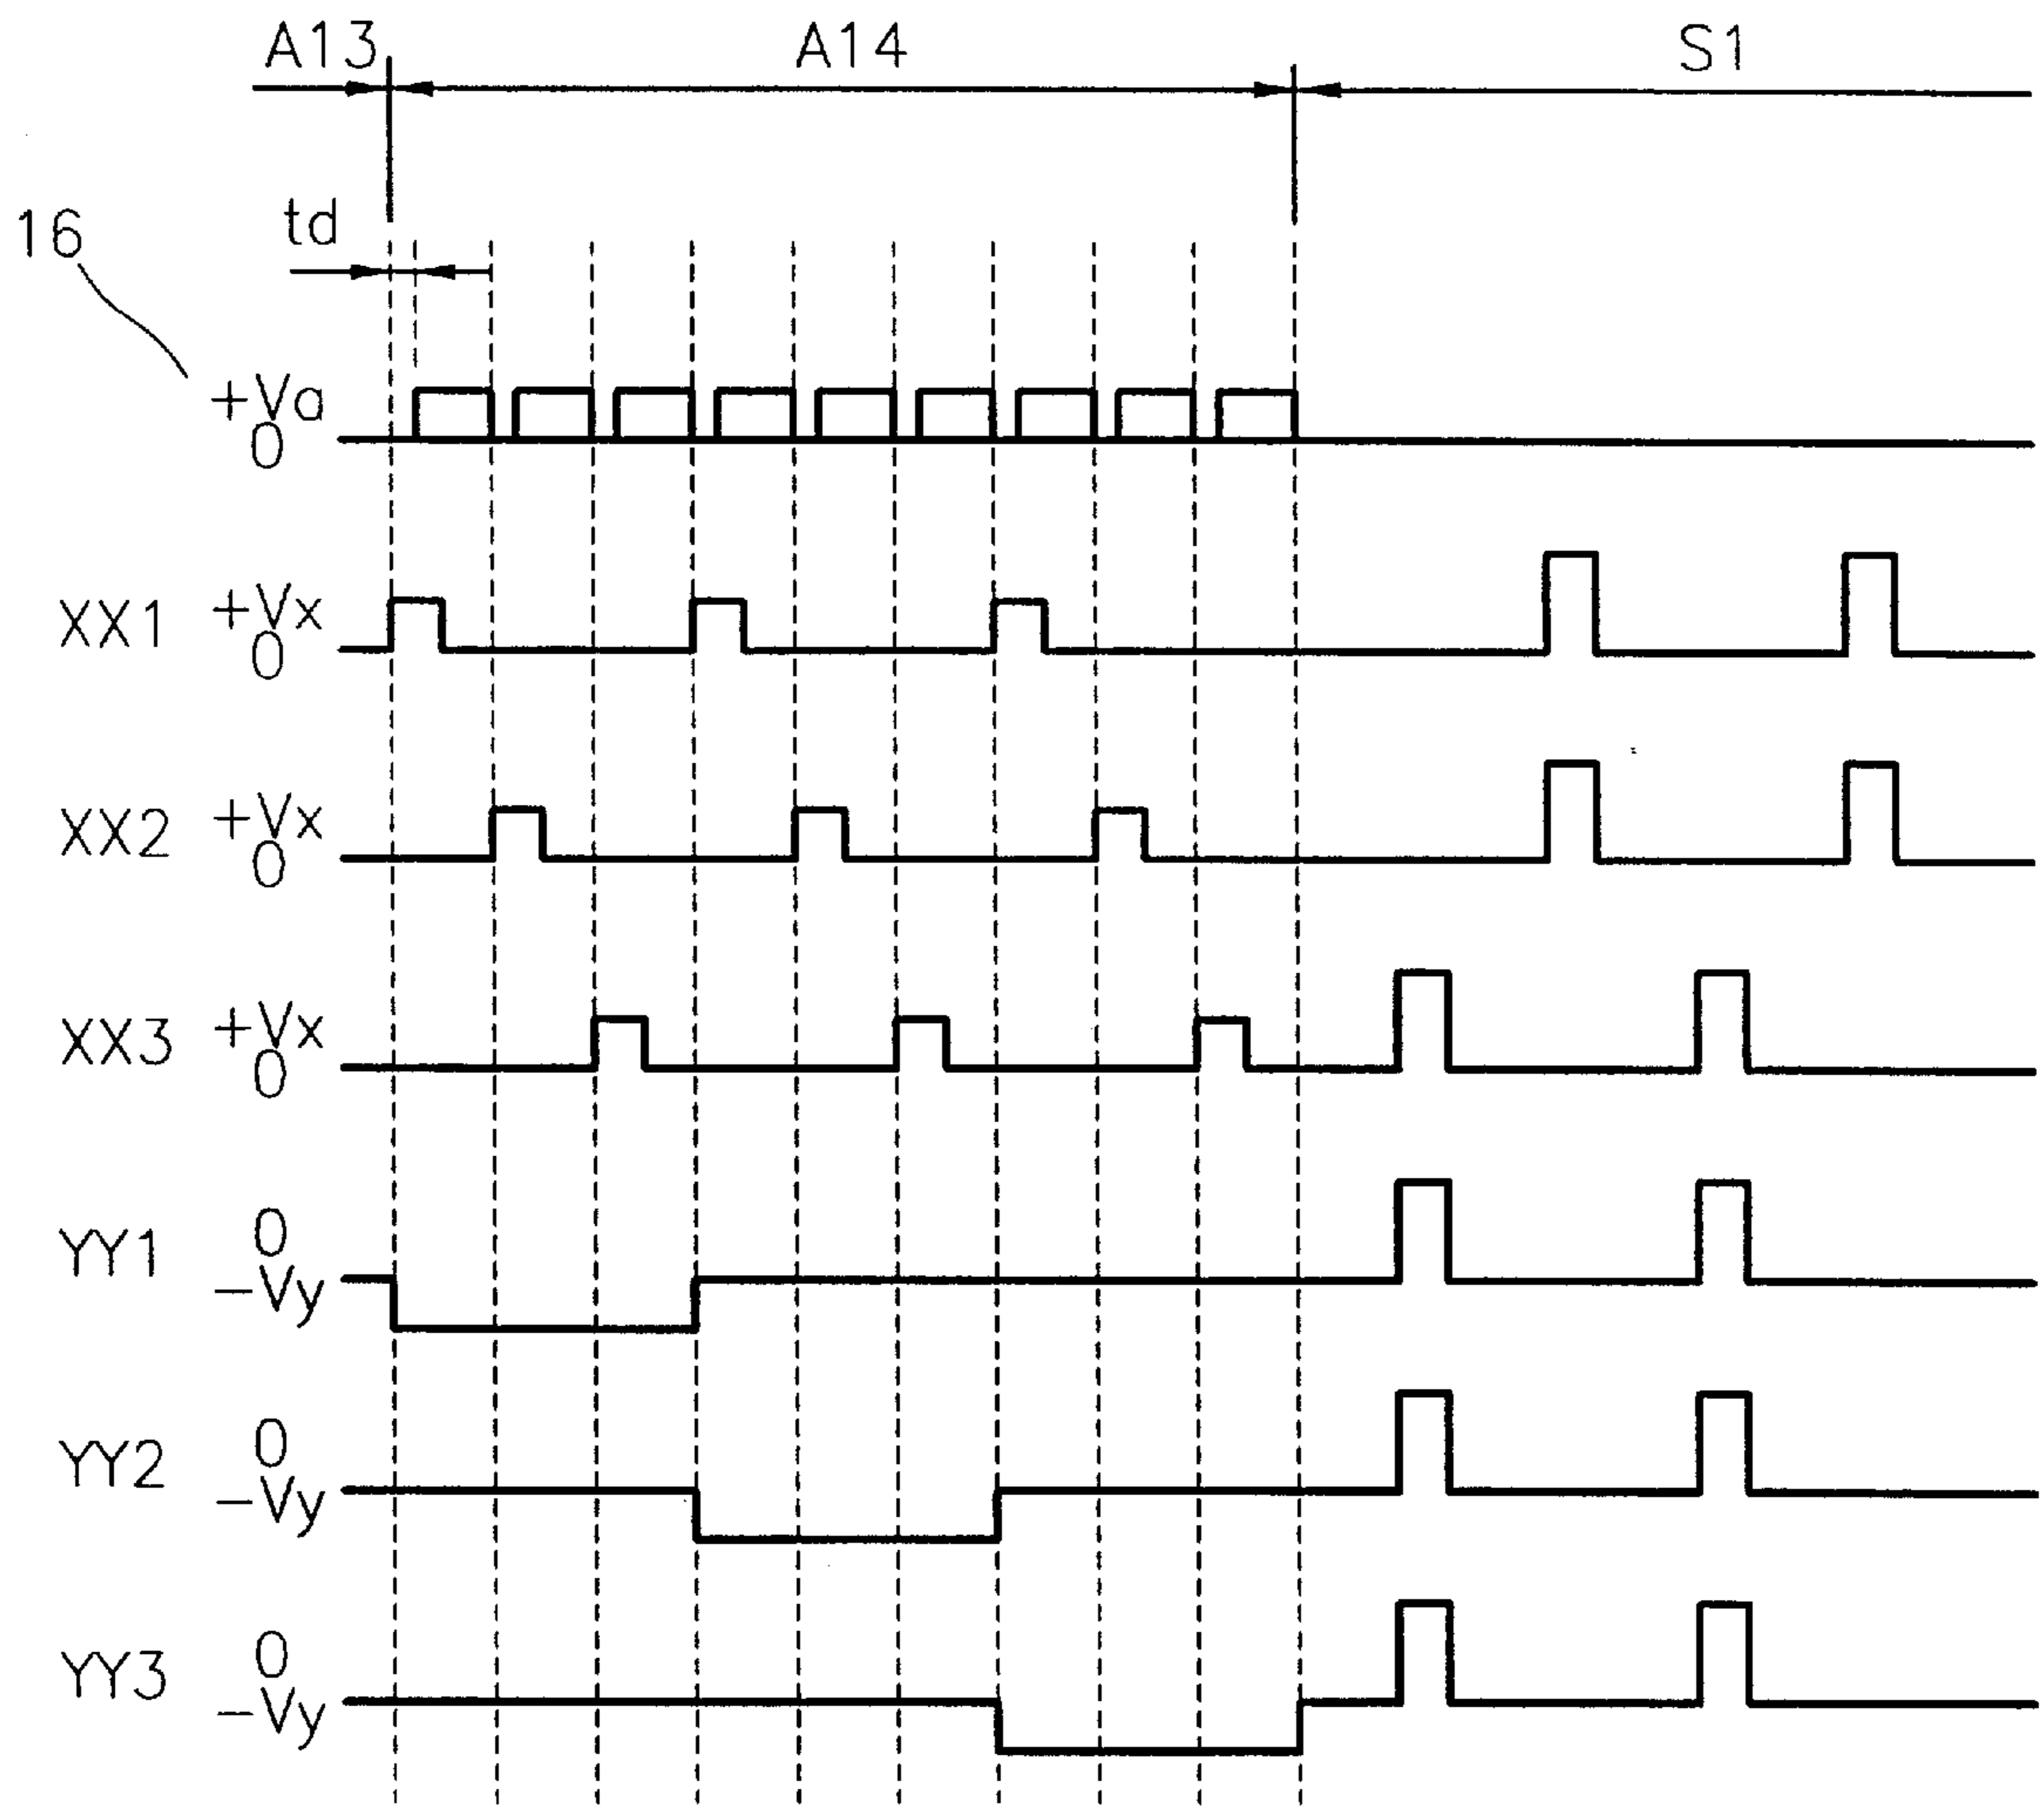 A13 A14 S1
16 td
+Va
0
XX1 +Vx
0
XX2 +Vx
0
XX3 +Vx
0
YY1 0
-Vy
YY2 0
-Vy
YY3 0
-Vy